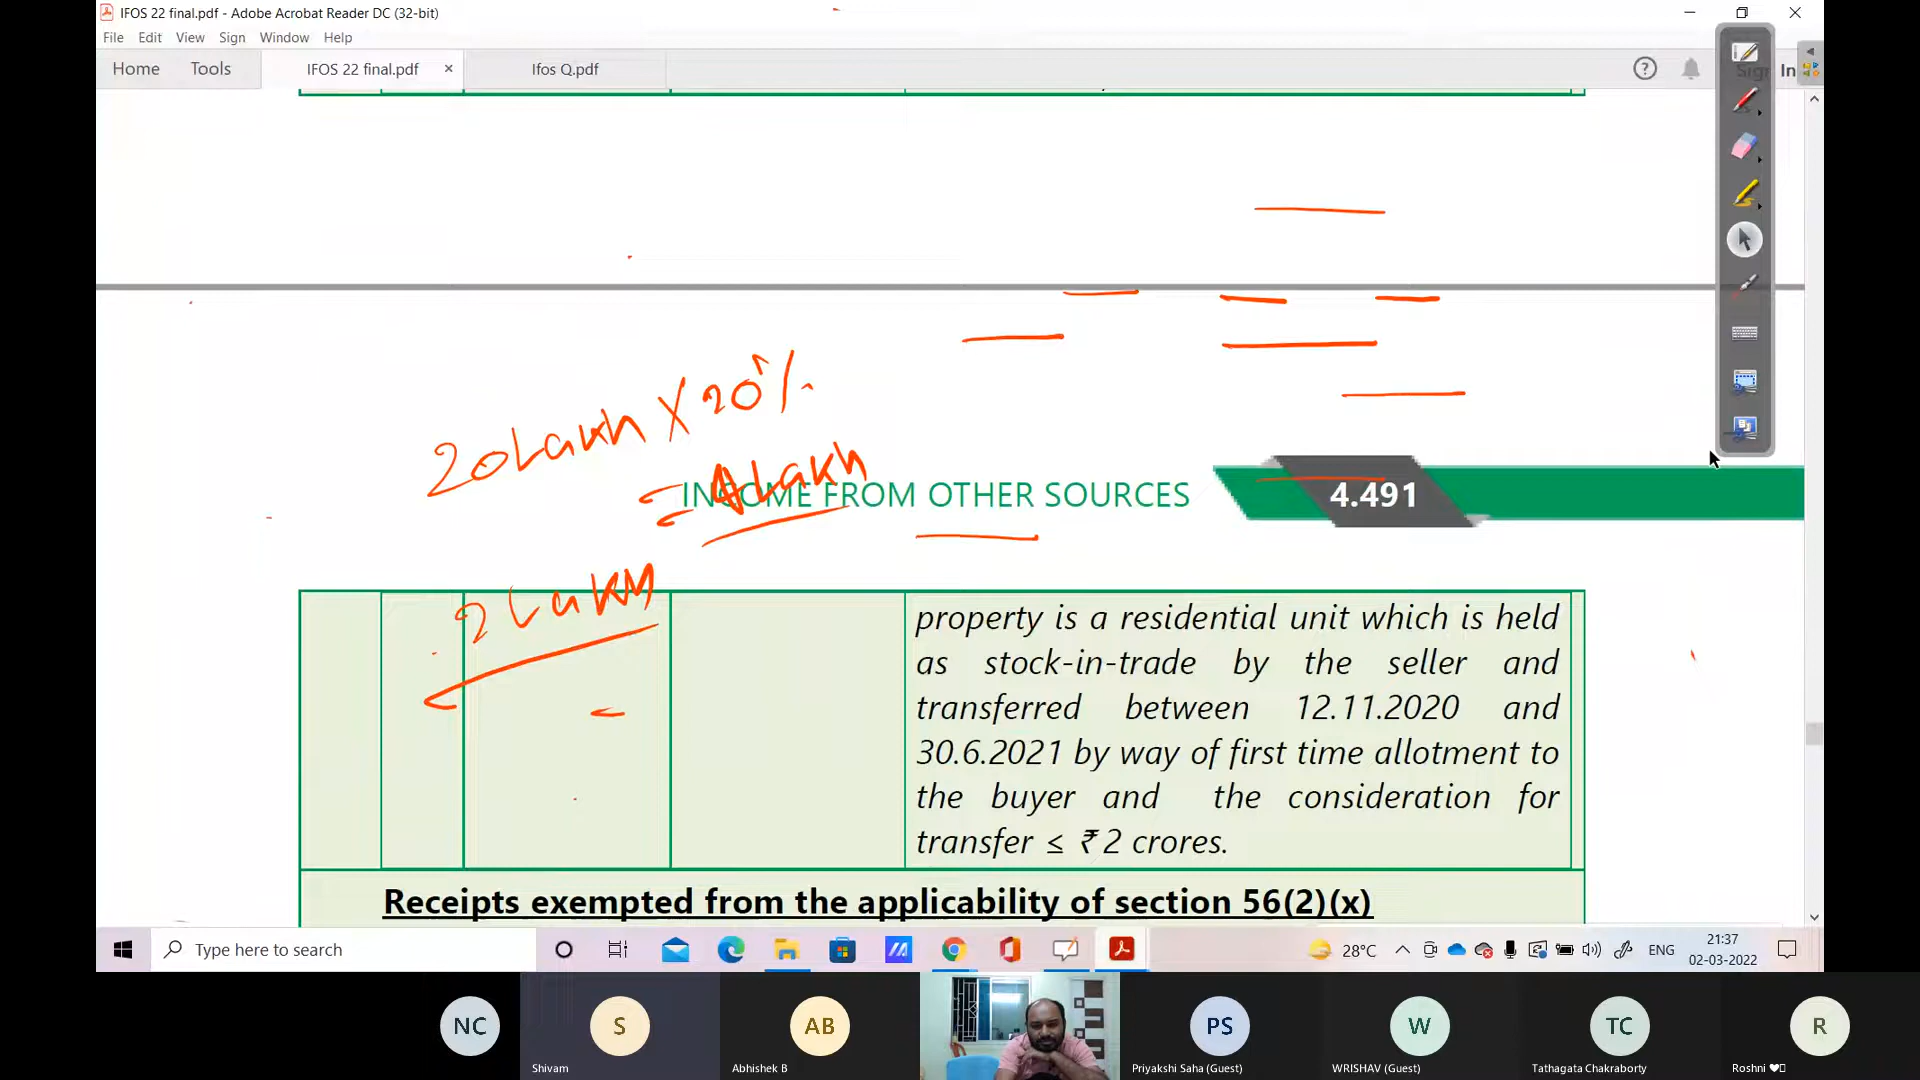 IFOS 22 final.pdf - Adobe Acrobat Reader DC (32-bit)
File Edit View Sign Window Help
Home Tools IFOS 22 final.pdf × Ifos Q.pdf Sign In
20 Lakh X 20%
= 4 Lakh
INCOME FROM OTHER SOURCES 4.491
2 Lakh
property is a residential unit which is held
as stock-in-trade by the seller and
transferred between 12.11.2020 and
30.6.2021 by way of first time allotment to
the buyer and the consideration for
transfer ≤ ₹ 2 crores.
Receipts exempted from the applicability of section 56(2)(x)
Type here to search 28°C ENG 21:37
02-03-2022
NC S AB PS W TC R
Shivam Abhishek B Priyakshi Saha (Guest) WRISHAV (Guest) Tathagata Chakraborty Roshni ❤